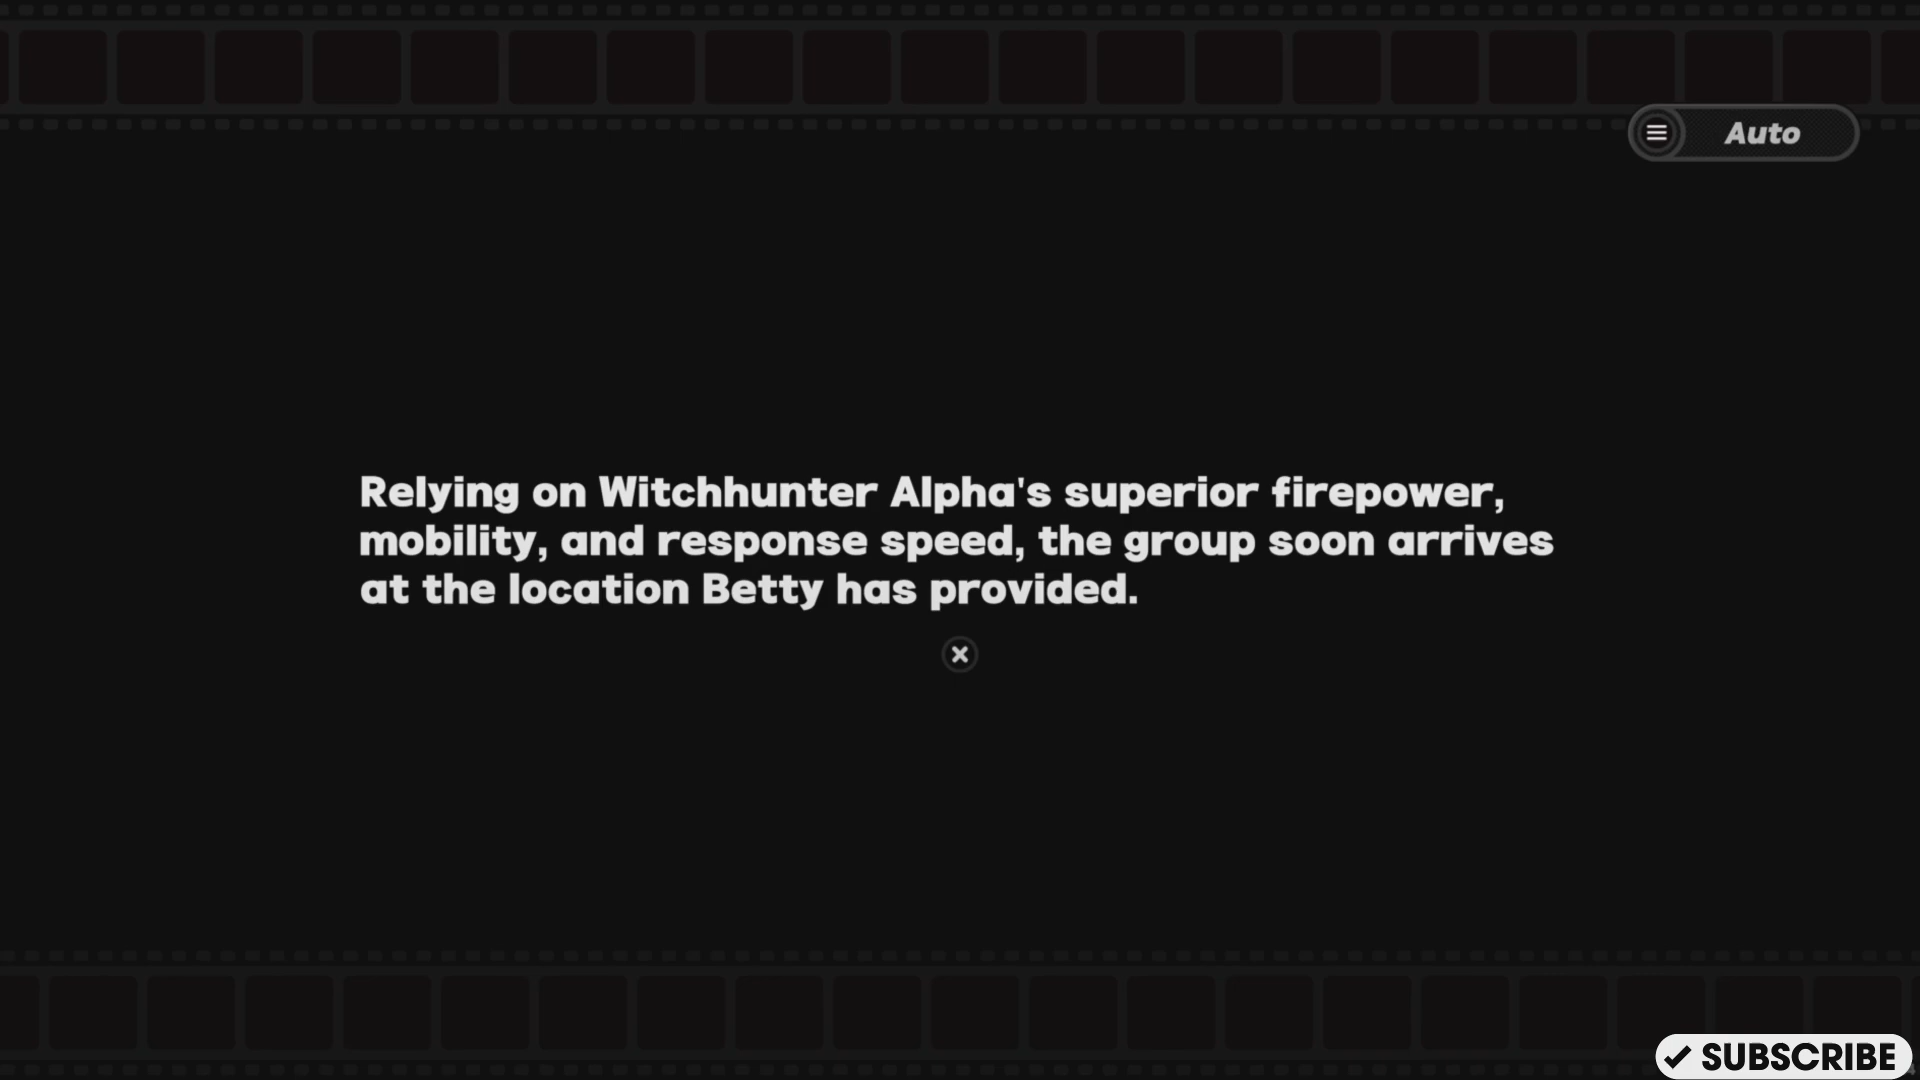 Auto
Relying on Witchhunter Alpha's superior firepower,
mobility, and response speed, the group soon arrives
at the location Betty has provided.
SUBSCRIBE